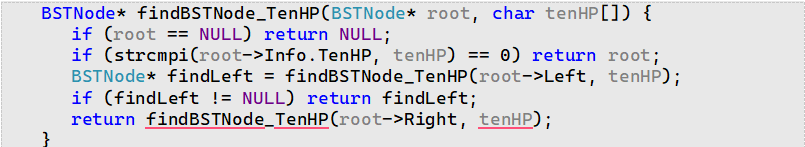 BSTNode* findBSTNode_TenHP(BSTNode* root, char tenHP[]) {
if (root == NULL) return NULL;
if (strcmpi(root->Info.TenHP, tenHP) == 0) return root;
BSTNode* findLeft = findBSTNode_TenHP(root->Left, tenHP);
if (findLeft != NULL) return findLeft;
return findBSTNode_TenHP(root->Right, tenHP);
}